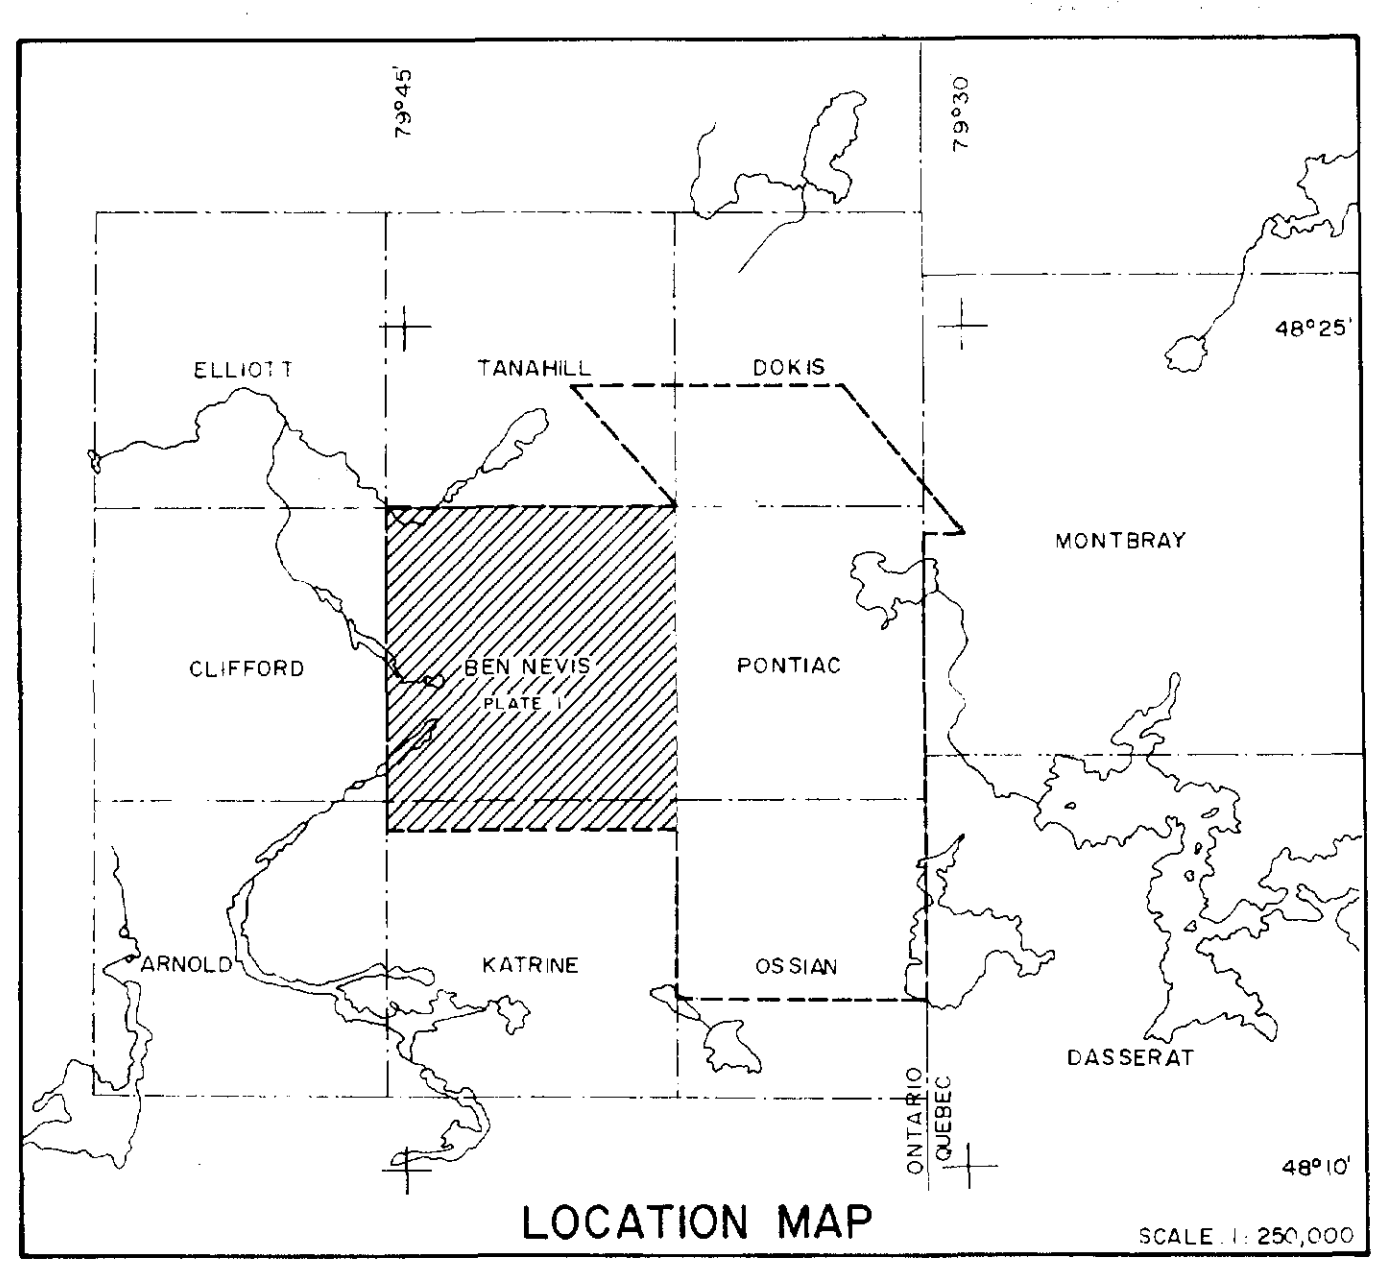 79°45'
79°30'
48°25'
ELLIOTT
TANAHILL
DOKIS
MONTBRAY
CLIFFORD
BEN NEVIS
PLATE 1
PONTIAC
ARNOLD
KATRINE
OSSIAN
DASSERAT
ONTARIO
QUEBEC
48°10'
LOCATION MAP
SCALE 1: 250,000